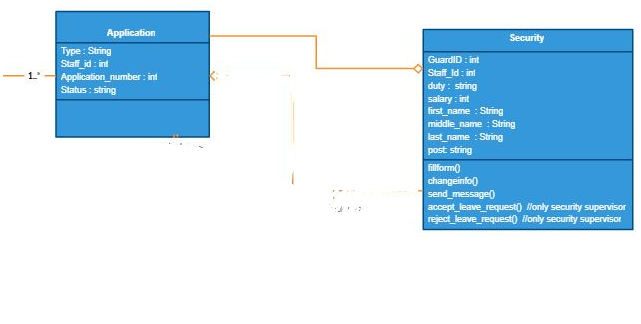 Application
Type : String
Staff_id : int
Application_number : int
Status : string
1..*
Security
GuardID : int
Staff_Id : int
duty : string
salary : int
first_name : String
middle_name : String
last_name : String
post: string
fillform()
changeinfo()
send_message()
accept_leave_request() //only security supervisor
reject_leave_request() //only security supervisor